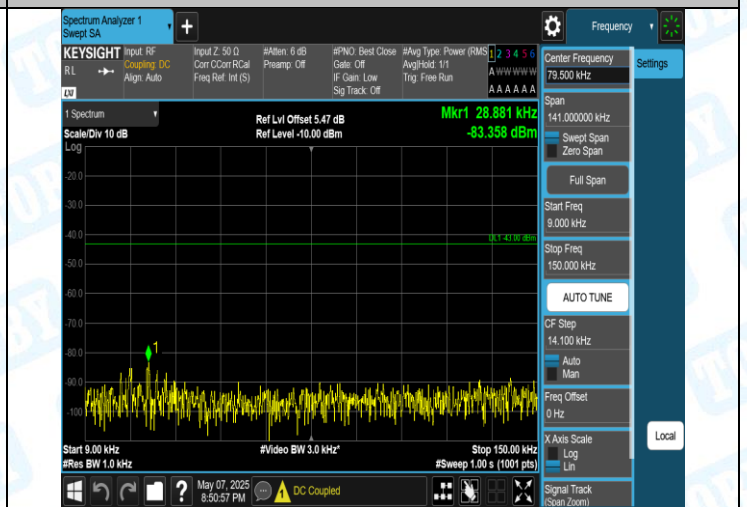 Spectrum Analyzer 1
Swept SA
+
Frequency
KEYSIGHT
RL
LXI
Input: RF
Coupling: DC
Align: Auto
Input Z: 50 Ω
Corr CCorr RCal
Freq Ref: Int (S)
#Atten: 6 dB
Preamp: Off
#PNO: Best Close
Gate: Off
IF Gain: Low
Sig Track: Off
#Avg Type: Power (RMS
Avg|Hold: 1/1
Trig: Free Run
1 2 3 4 5 6
A W W W W W
A A A A A A
1 Spectrum
Scale/Div 10 dB
Log
Ref Lvl Offset 5.47 dB
Ref Level -10.00 dBm
Mkr1 28.881 kHz
-83.358 dBm
-20.0
-30.0
-40.0
DL1 -43.00 dBm
-50.0
-60.0
-70.0
-80.0
1
-90.0
-100
Start 9.00 kHz
#Res BW 1.0 kHz
#Video BW 3.0 kHz*
Stop 150.00 kHz
#Sweep 1.00 s (1001 pts)
Center Frequency
79.500 kHz
Settings
Span
141.000000 kHz
Swept Span
Zero Span
Full Span
Start Freq
9.000 kHz
Stop Freq
150.000 kHz
AUTO TUNE
CF Step
14.100 kHz
Auto
Man
Freq Offset
0 Hz
X Axis Scale
Log
Lin
Signal Track
(Span Zoom)
Local
?
May 07, 2025
8:50:57 PM
1
DC Coupled